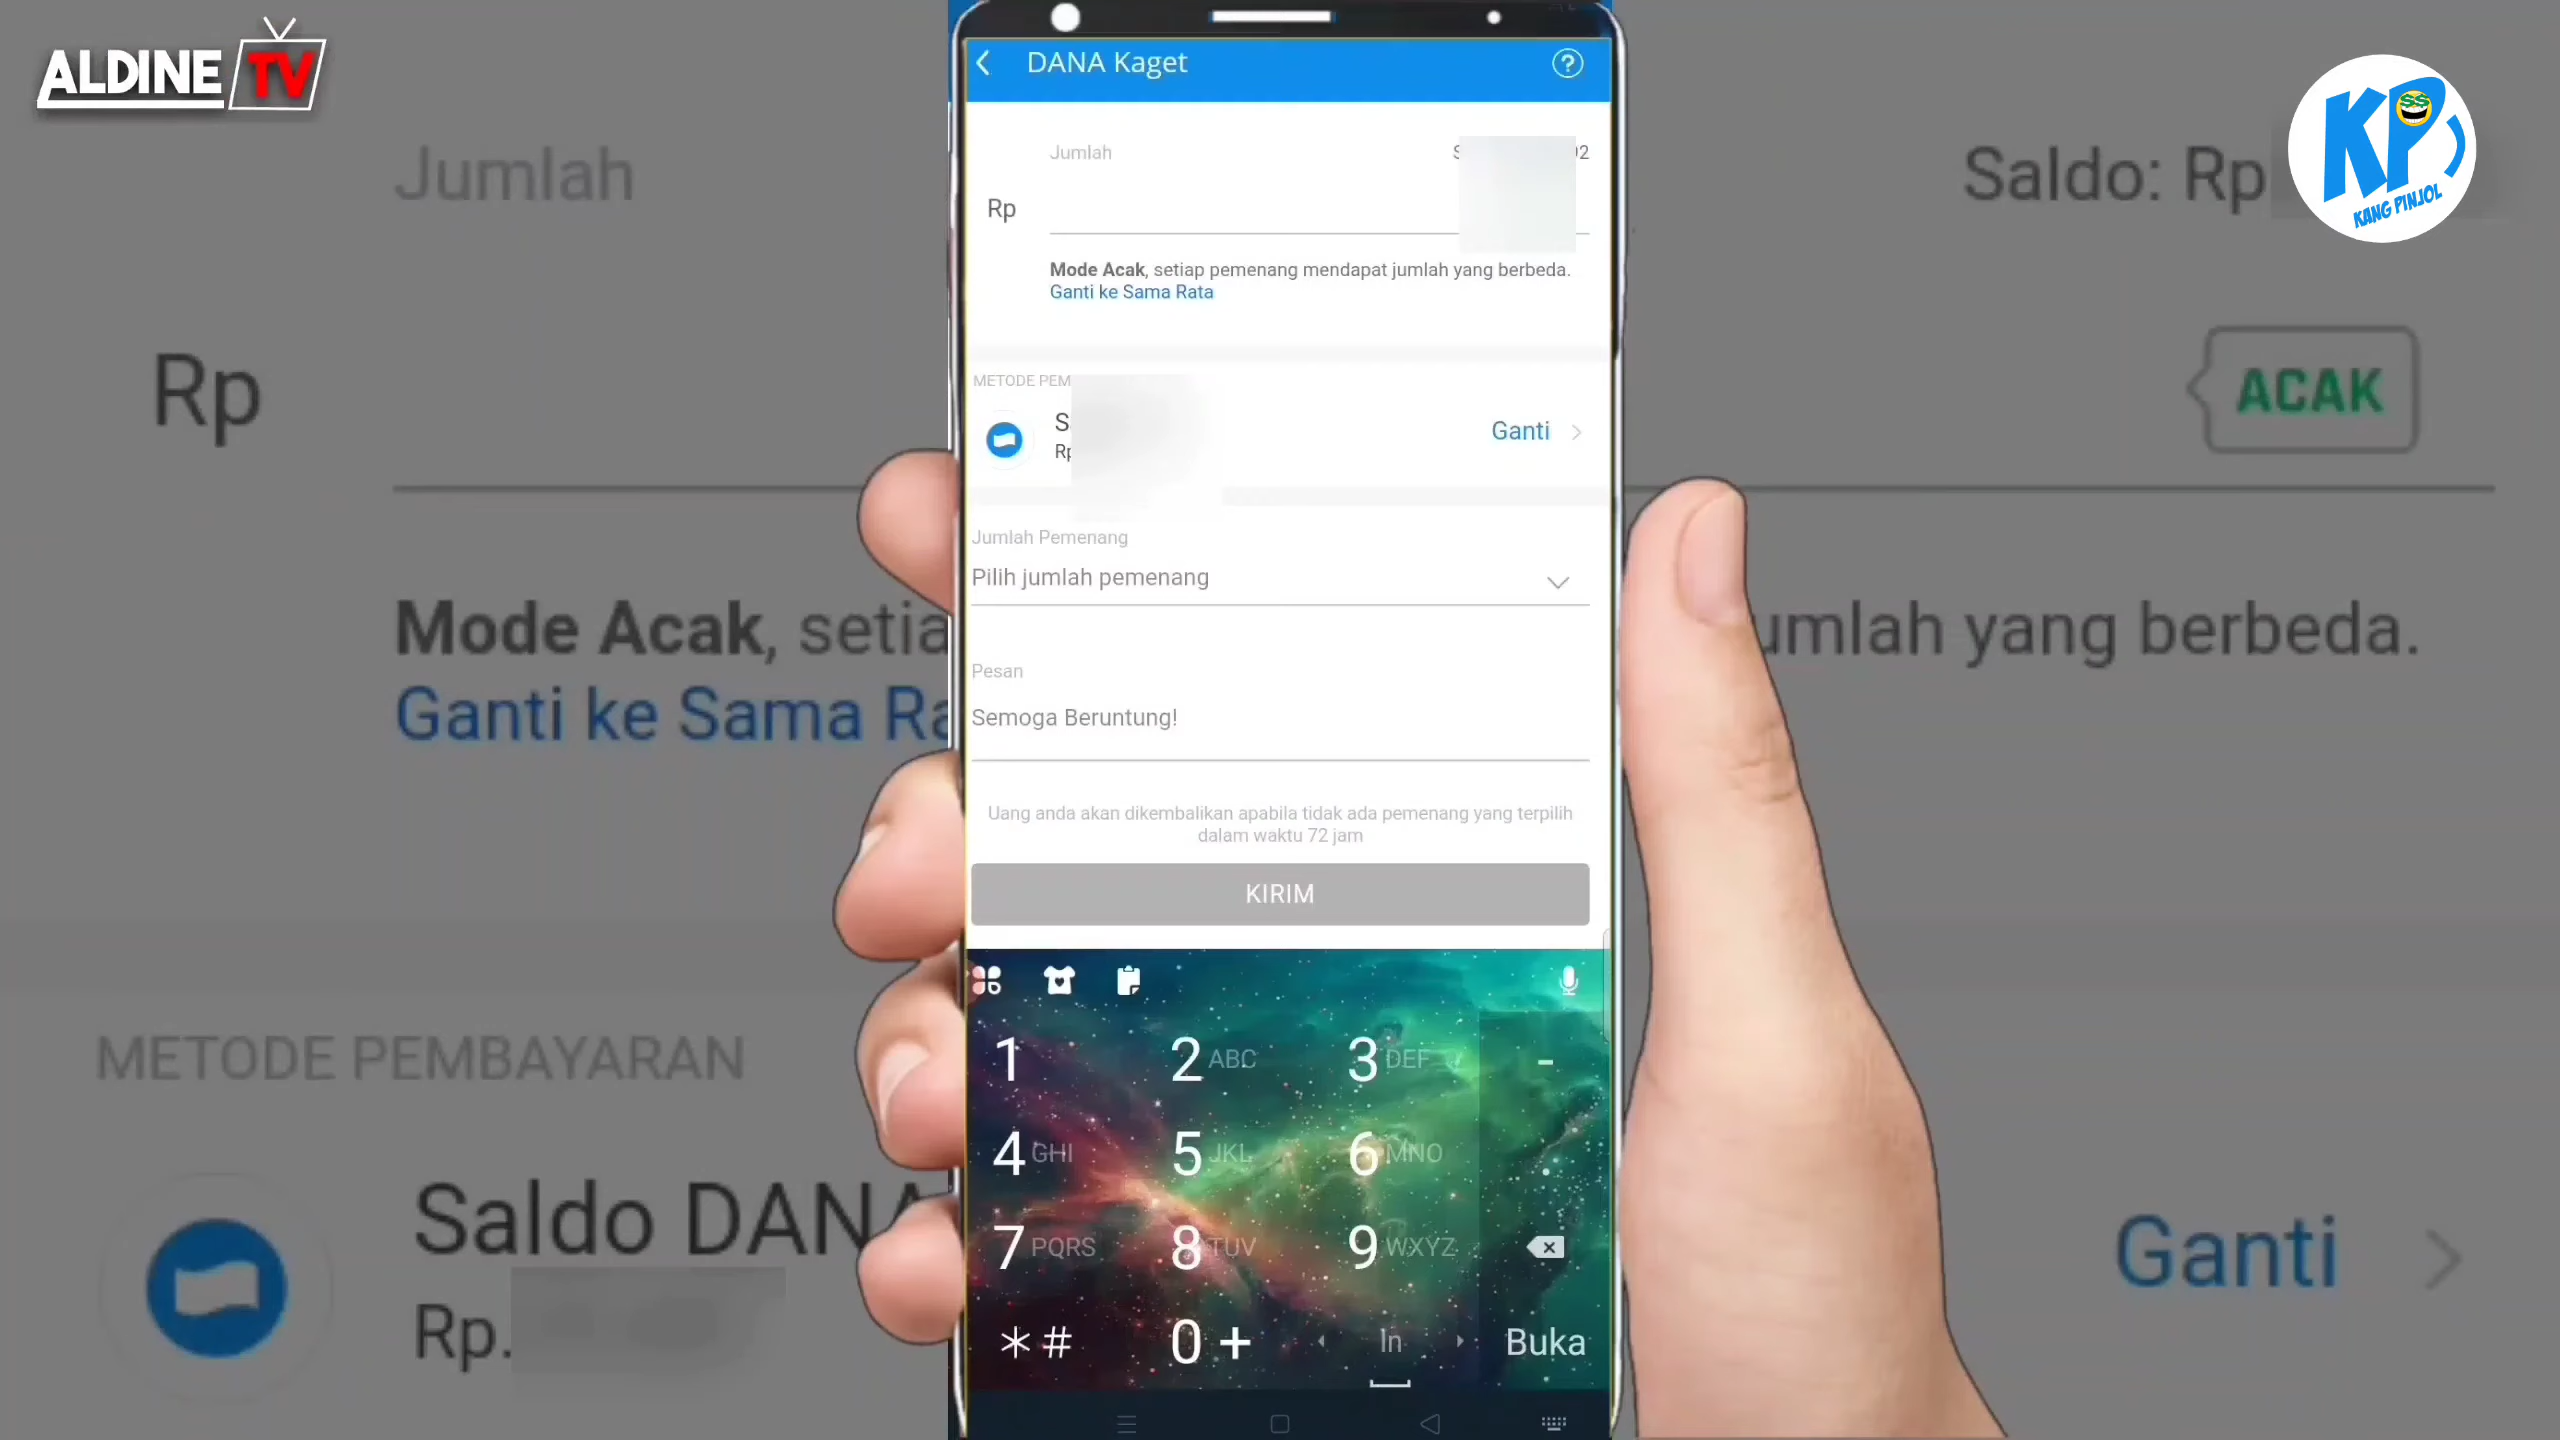 ALDINE TV
KP
KANG PINJOL
Jumlah
Saldo: Rp
Rp
ACAK
Mode Acak, setia
umlah yang berbeda.
Ganti ke Sama Ra
METODE PEMBAYARAN
Saldo DANA
Rp.
Ganti
DANA Kaget
?
Jumlah
Rp
Mode Acak, setiap pemenang mendapat jumlah yang berbeda.
Ganti ke Sama Rata
METODE PEM
Rp
Ganti
Jumlah Pemenang
Pilih jumlah pemenang
Pesan
Semoga Beruntung!
Uang anda akan dikembalikan apabila tidak ada pemenang yang terpilih
dalam waktu 72 jam
KIRIM
1 2 ABC 3 DEF -
4 GHI 5 JKL 6 MNO .
7 PQRS 8 TUV 9 WXYZ
*# 0 + In Buka